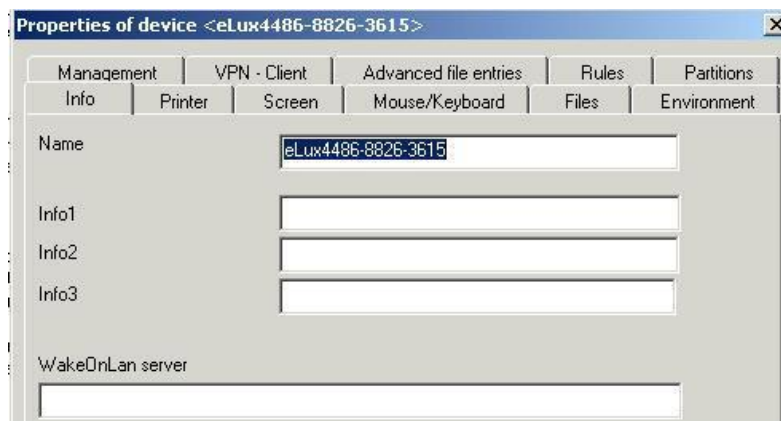 Properties of device <eLux4486-8826-3615>
Management VPN - Client Advanced file entries Rules Partitions
Info Printer Screen Mouse/Keyboard Files Environment
Name eLux4486-8826-3615
Info1
Info2
Info3
WakeOnLan server